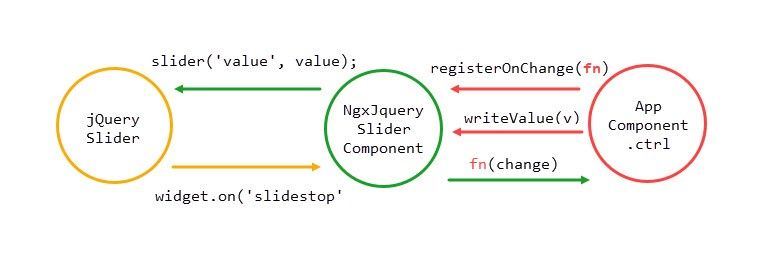 slider('value', value);
registerOnChange(fn)
jQuery
Slider
NgxJquery
Slider
Component
writeValue(v)
App
Component
.ctrl
fn(change)
widget.on('slidestop'